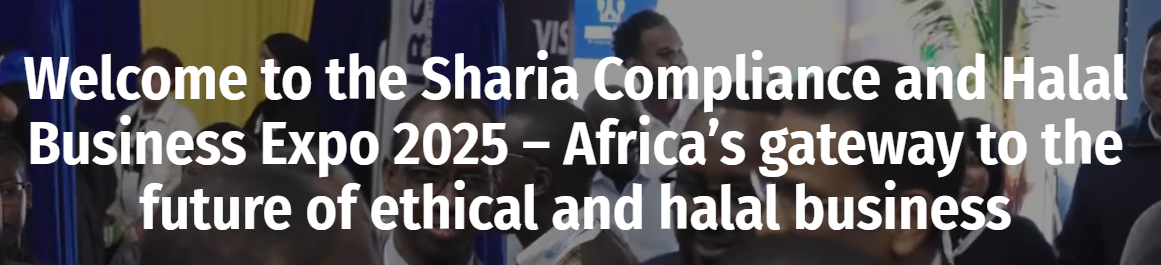 VIS
Welcome to the Sharia Compliance and Halal
Business Expo 2025 – Africa's gateway to the
future of ethical and halal business